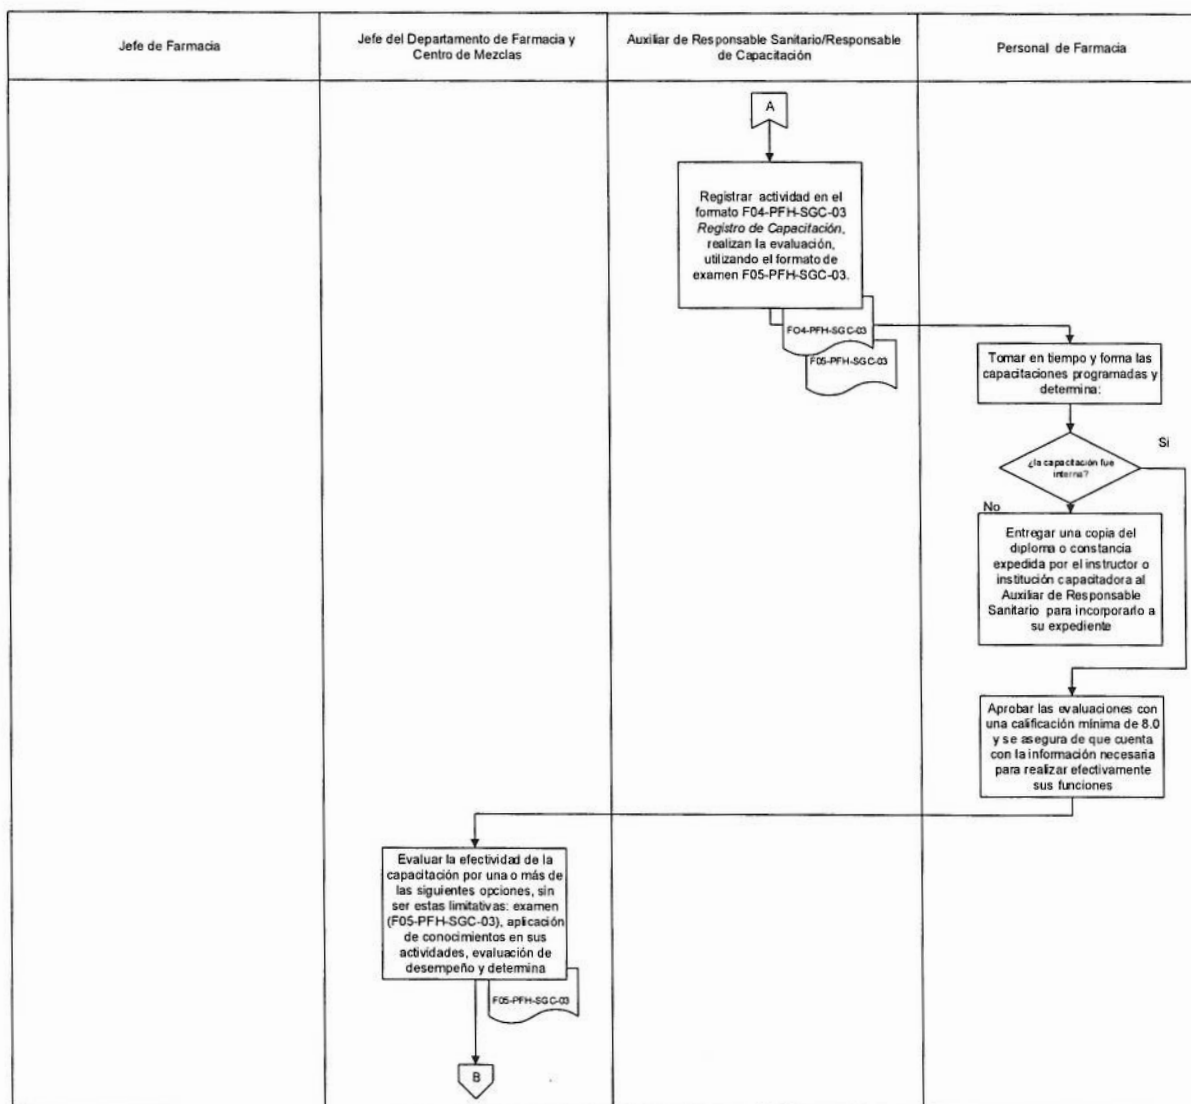 Jefe de Farmacia
Jefe del Departamento de Farmacia y
Centro de Mezclas
Auxiliar de Responsable Sanitario/Responsable
de Capacitación
Personal de Farmacia
A
Registrar actividad en el
formato F04-PFH-SGC-03
Registro de Capacitación,
realizan la evaluación,
utilizando el formato de
examen F05-PFH-SGC-03.
FO4-PFH-SGC-03
F05-PFH-SGC-03
Tomar en tiempo y forma las
capacitaciones programadas y
determina:
¿la capacitación fue
interna?
Si
No
Entregar una copia del
diploma o constancia
expedida por el instructor o
institución capacitadora al
Auxiliar de Responsable
Sanitario para incorporarlo a
su expediente
Aprobar las evaluaciones con
una calificación mínima de 8.0
y se asegura de que cuenta
con la información necesaria
para realizar efectivamente
sus funciones
Evaluar la efectividad de la
capacitación por una o más de
las siguientes opciones, sin
ser estas limitativas: examen
(F05-PFH-SGC-03), aplicación
de conocimientos en sus
actividades, evaluación de
desempeño y determina
F05-PFH-SGC-03
B